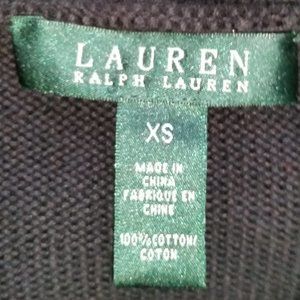 LAUREN
RALPH LAUREN
XS
MADE IN
CHINA
FABRIQUÉ EN
CHINE
100% COTTON/
COTON